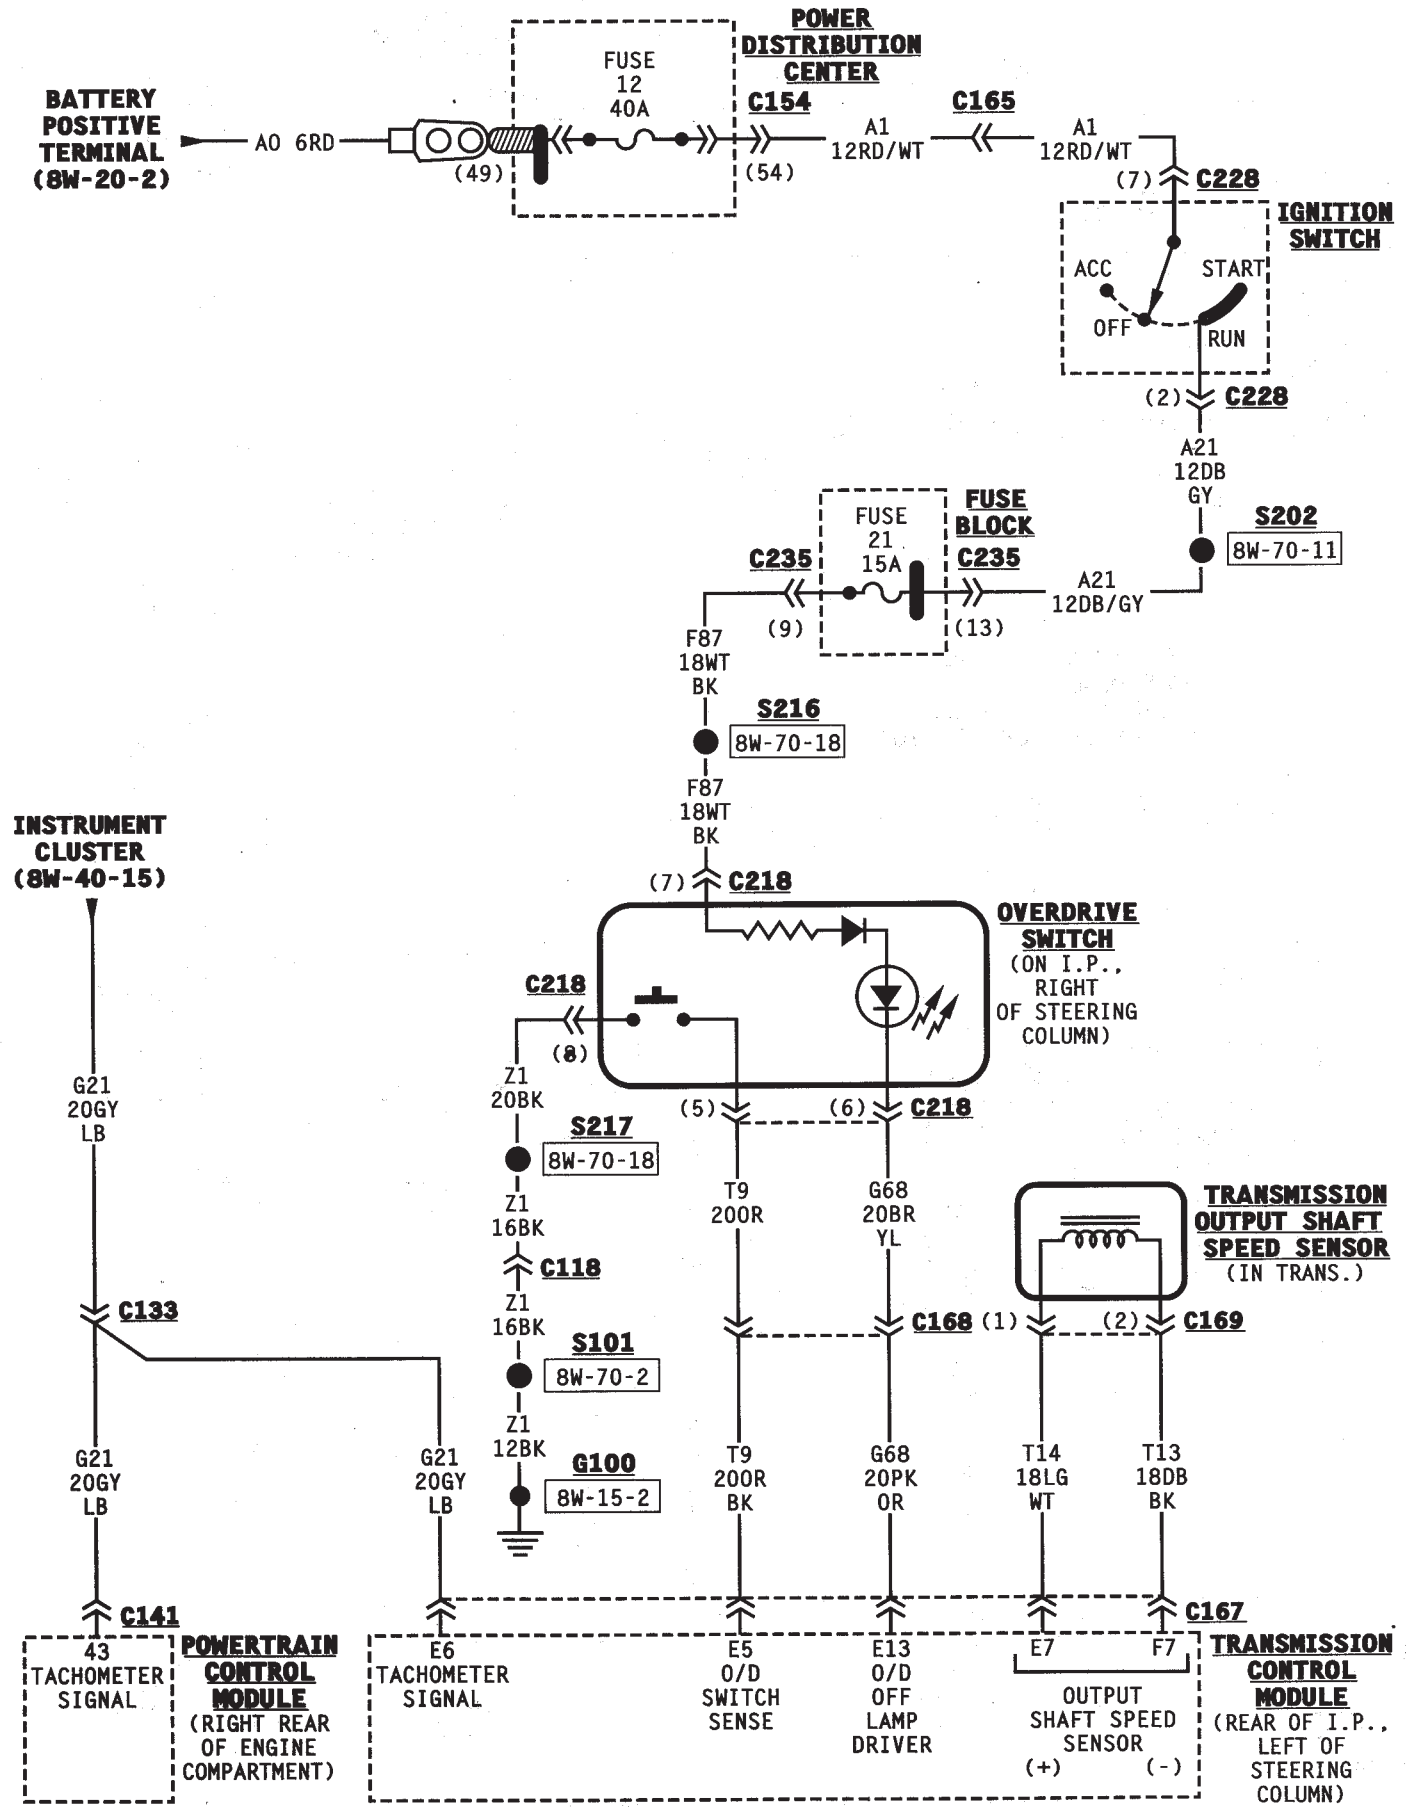 POWER
DISTRIBUTION
CENTER
FUSE
12
40A
BATTERY
POSITIVE
TERMINAL
(8W-20-2)
A0 6RD
(49)
C154
(54)
A1
12RD/WT
C165
A1
12RD/WT
(7)
C228
IGNITION
SWITCH
ACC
START
OFF
RUN
(2)
C228
A21
12DB
GY
S202
8W-70-11
FUSE
BLOCK
FUSE
21
15A
C235
C235
(9)
(13)
A21
12DB/GY
F87
18WT
BK
S216
8W-70-18
F87
18WT
BK
INSTRUMENT
CLUSTER
(8W-40-15)
(7)
C218
OVERDRIVE
SWITCH
(ON I.P.,
RIGHT
OF STEERING
COLUMN)
C218
(8)
G21
20GY
LB
Z1
20BK
(5)
(6)
C218
S217
8W-70-18
T9
20OR
G68
20BR
YL
Z1
16BK
TRANSMISSION
OUTPUT SHAFT
SPEED SENSOR
(IN TRANS.)
C118
Z1
16BK
C133
C168
(1)
(2)
C169
S101
8W-70-2
Z1
12BK
G21
20GY
LB
G21
20GY
LB
G100
8W-15-2
T9
20OR
BK
G68
20PK
OR
T14
18LG
WT
T13
18DB
BK
C141
C167
43
TACHOMETER
SIGNAL
POWERTRAIN
CONTROL
MODULE
(RIGHT REAR
OF ENGINE
COMPARTMENT)
E6
TACHOMETER
SIGNAL
E5
O/D
SWITCH
SENSE
E13
O/D
OFF
LAMP
DRIVER
E7
F7
OUTPUT
SHAFT SPEED
SENSOR
(+)
(-)
TRANSMISSION
CONTROL
MODULE
(REAR OF I.P.,
LEFT OF
STEERING
COLUMN)